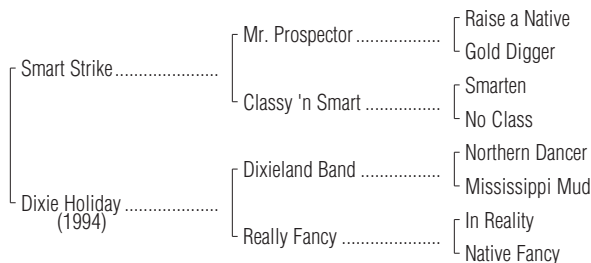 Raise a Native
Mr. Prospector ..................
Gold Digger
Smart Strike......................
Smarten
Classy 'n Smart .................
No Class
Northern Dancer
Dixieland Band .................
Mississippi Mud
Dixie Holiday ....................
(1994)
In Reality
Really Fancy .....................
Native Fancy